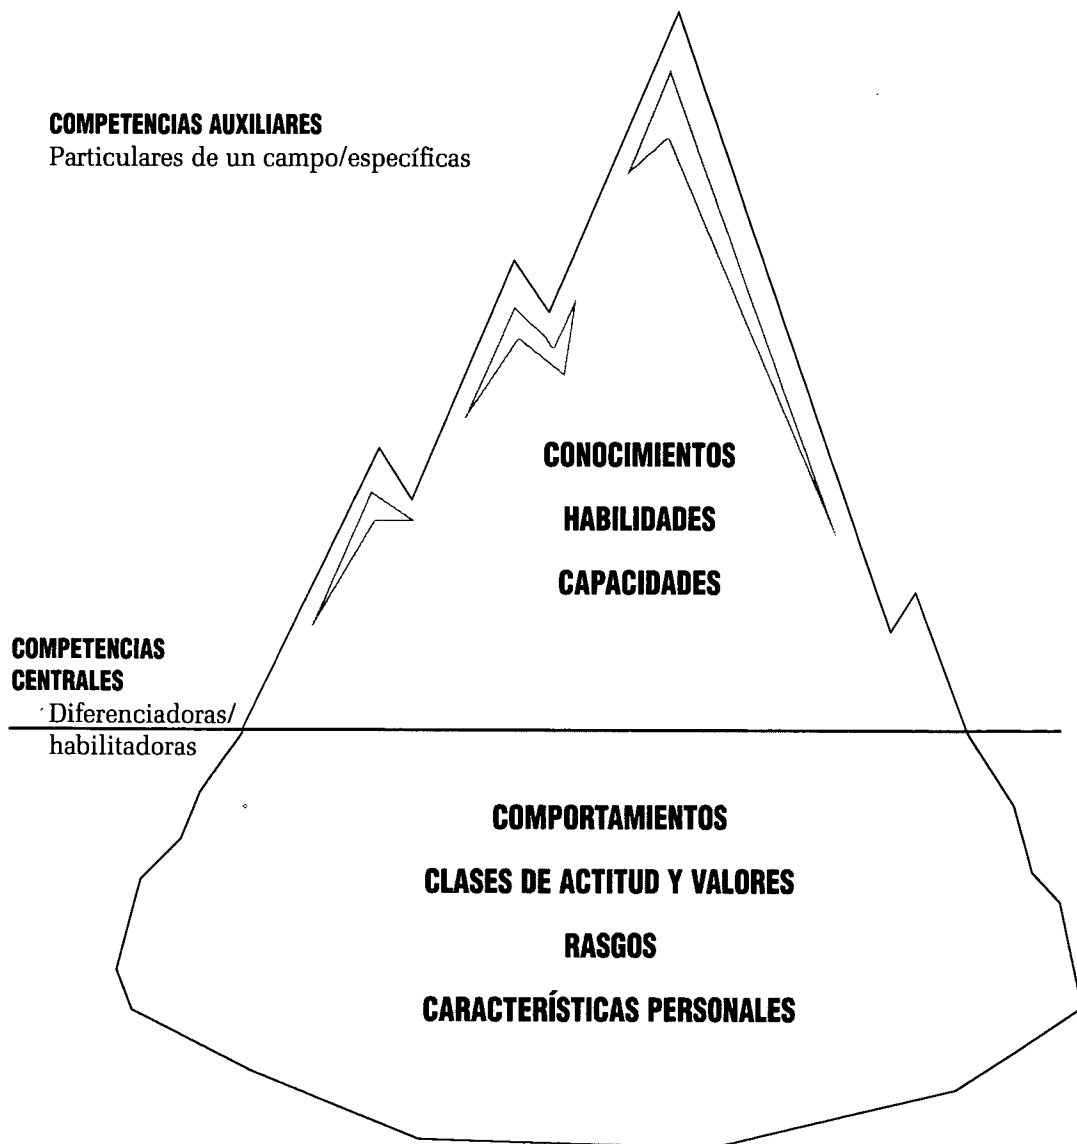 COMPETENCIAS AUXILIARES
Particulares de un campo/específicas
CONOCIMIENTOS
HABILIDADES
CAPACIDADES
COMPETENCIAS
CENTRALES
Diferenciadoras/
habilitadoras
COMPORTAMIENTOS
CLASES DE ACTITUD Y VALORES
RASGOS
CARACTERÍSTICAS PERSONALES